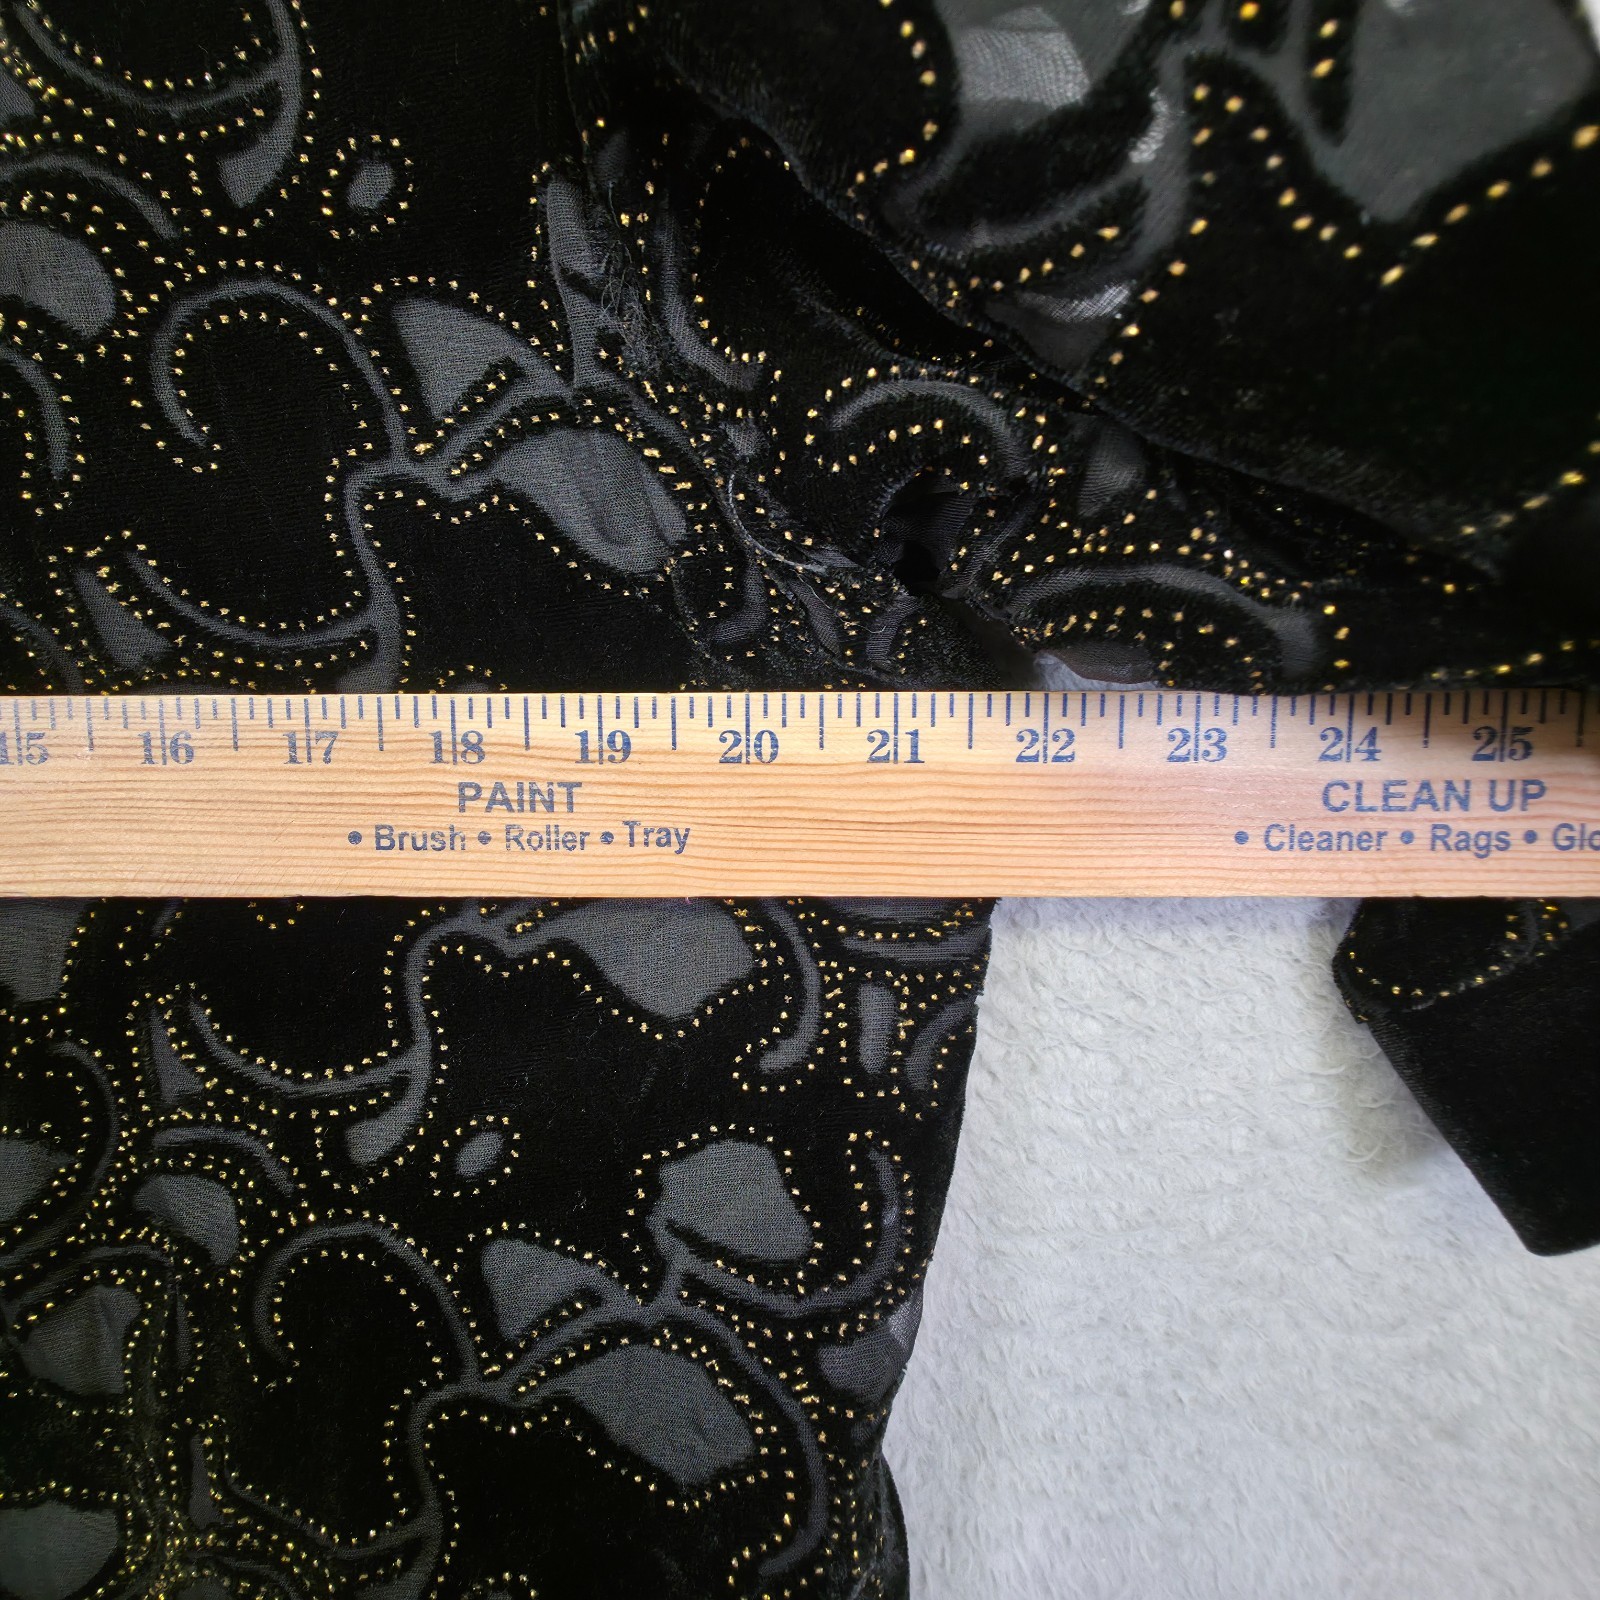 15 16 17 18 19 20 21 22 23 24 25
PAINT CLEAN UP
• Brush • Roller • Tray • Cleaner • Rags • Glo